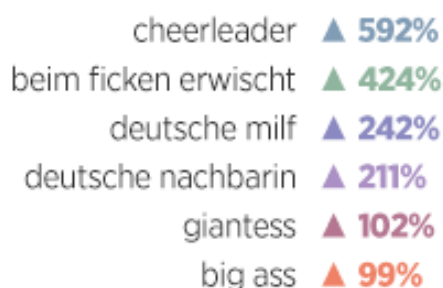 cheerleader ▲ 592%
beim ficken erwischt ▲ 424%
deutsche milf ▲ 242%
deutsche nachbarin ▲ 211%
giantess ▲ 102%
big ass ▲ 99%